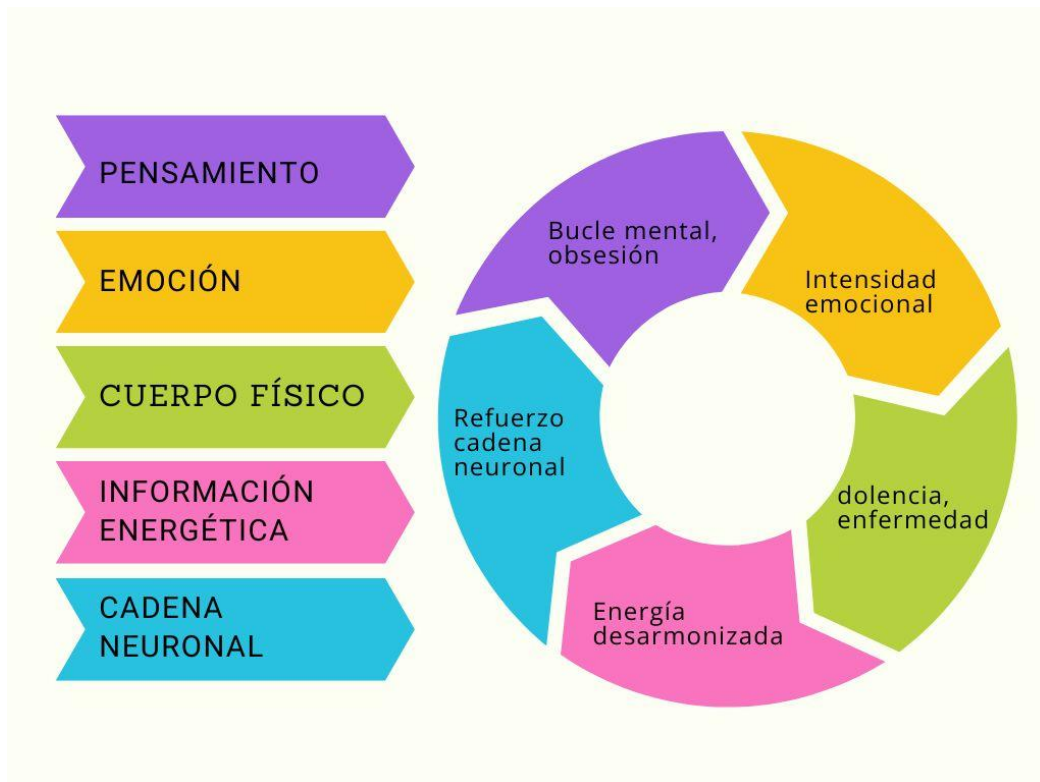 PENSAMIENTO
EMOCIÓN
CUERPO FÍSICO
INFORMACIÓN
ENERGÉTICA
CADENA
NEURONAL
Bucle mental,
obsesión
Intensidad
emocional
dolencia,
enfermedad
Energía
desarmonizada
Refuerzo
cadena
neuronal